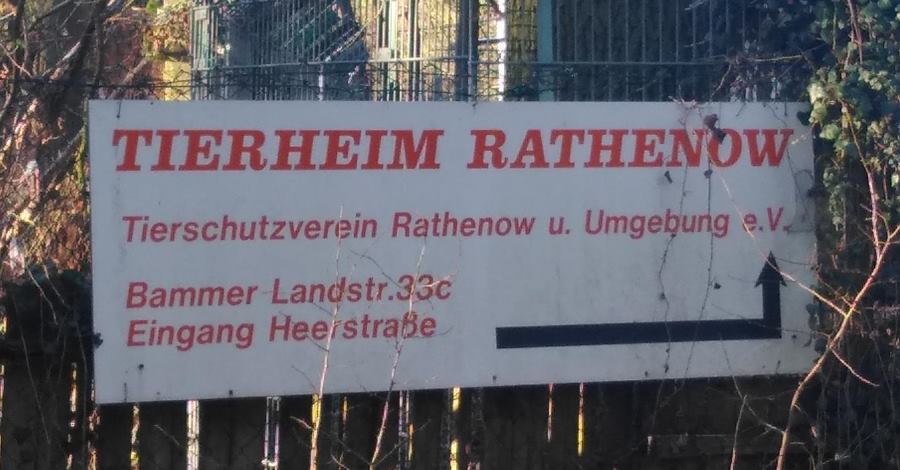 TIERHEIM RATHENOW
Tierschutzverein Rathenow u. Umgebung e.V.
Bammer Landstr.33c
Eingang Heerstraße